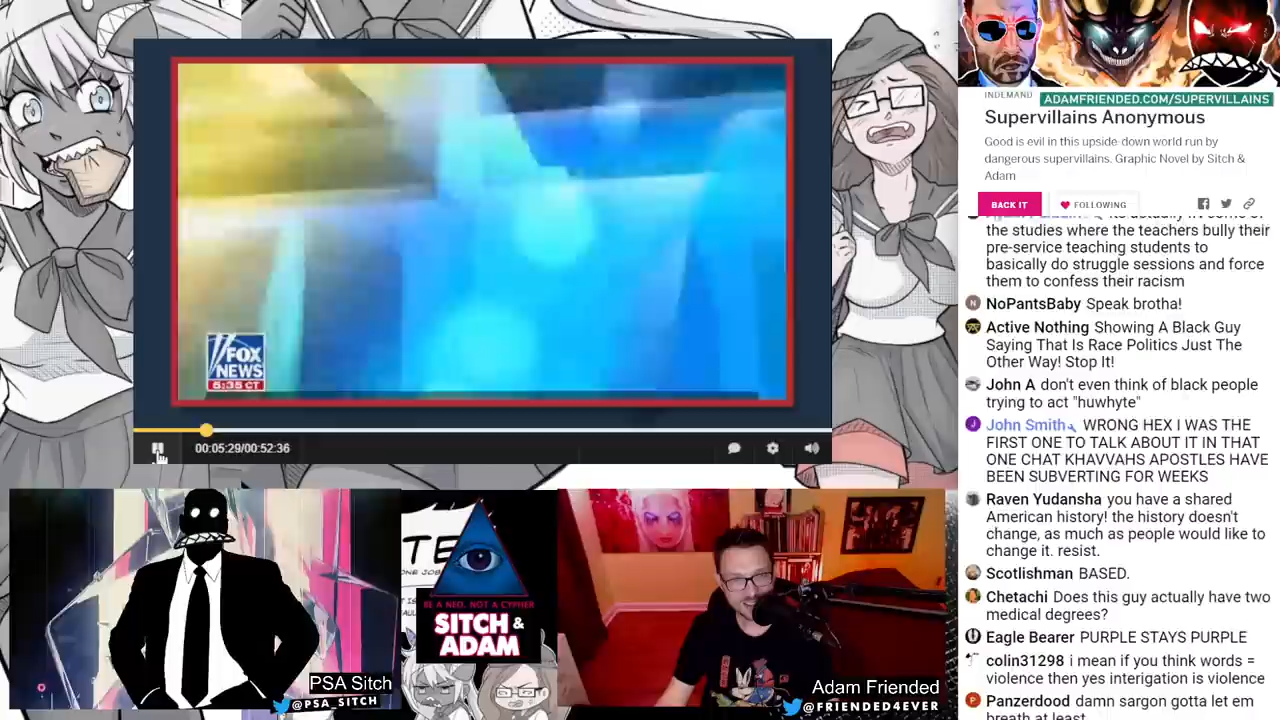 FOX
NEWS
5:35 CT
00:05:29/00:52:36
INDEMAND
ADAMFRIENDED.COM/SUPERVILLAINS
Supervillains Anonymous
Good is evil in this upside-down world run by
dangerous supervillains. Graphic Novel by Sitch &
Adam
BACK IT
FOLLOWING
the studies where the teachers bully their
pre-service teaching students to
basically do struggle sessions and force
them to confess their racism
NoPantsBaby Speak brotha!
Active Nothing Showing A Black Guy
Saying That Is Race Politics Just The
Other Way! Stop It!
John A don't even think of black people
trying to act "huwhyte"
John Smith WRONG HEX I WAS THE
FIRST ONE TO TALK ABOUT IT IN THAT
ONE CHAT KHAVVAHS APOSTLES HAVE
BEEN SUBVERTING FOR WEEKS
Raven Yudansha you have a shared
American history! the history doesn't
change, as much as people would like to
change it. resist.
Scotlishman BASED.
Chetachi Does this guy actually have two
medical degrees?
Eagle Bearer PURPLE STAYS PURPLE
colin31298 i mean if you think words =
violence then yes interigation is violence
Panzerdood damn sargon gotta let em
breath at least
BE A NEO, NOT A CYPHER
SITCH &
ADAM
PSA Sitch
@PSA_SITCH
Adam Friended
@FRIENDED4EVER